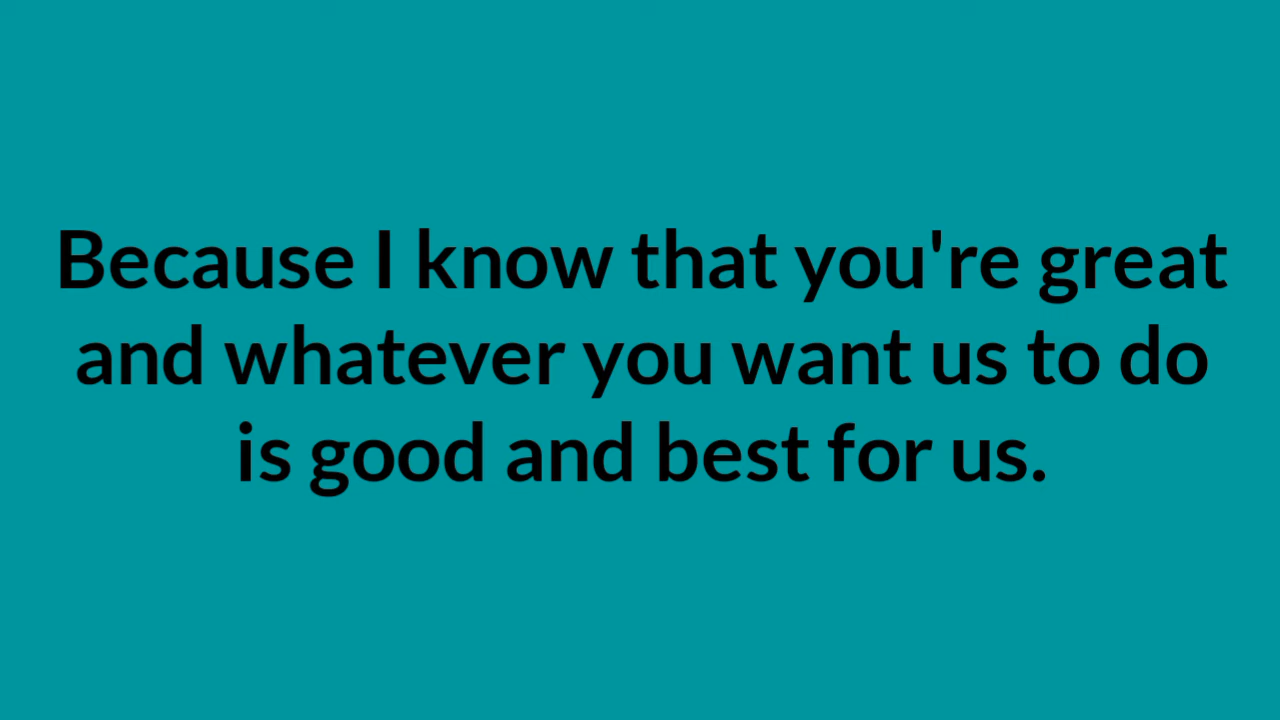 Because I know that you're great
and whatever you want us to do
is good and best for us.